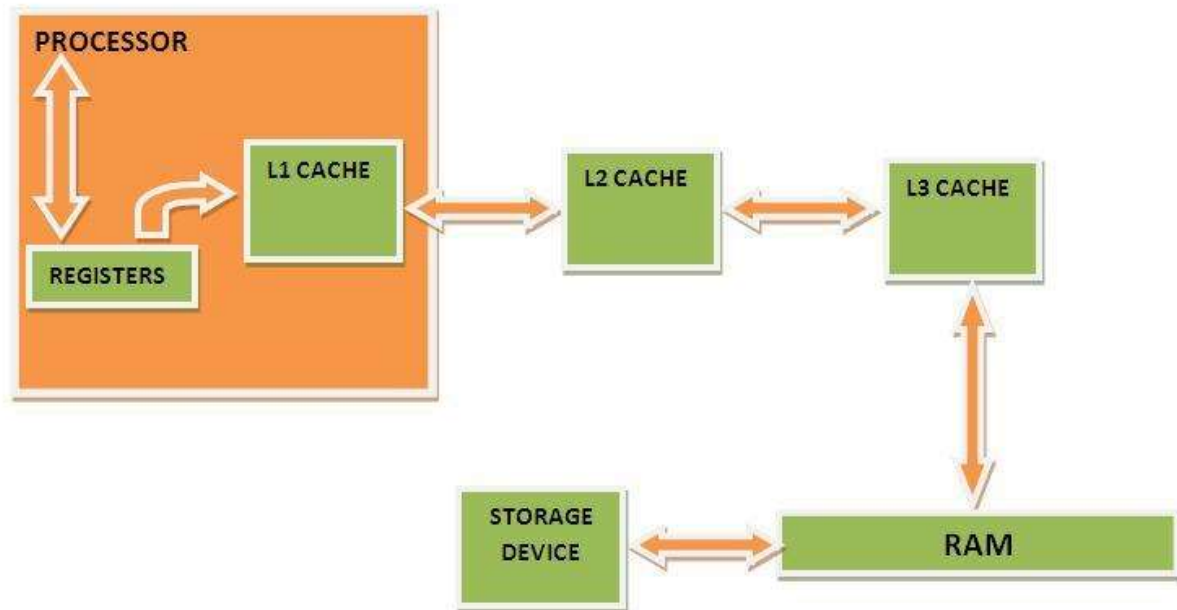 PROCESSOR
L1 CACHE
L2 CACHE
L3 CACHE
REGISTERS
STORAGE
DEVICE
RAM